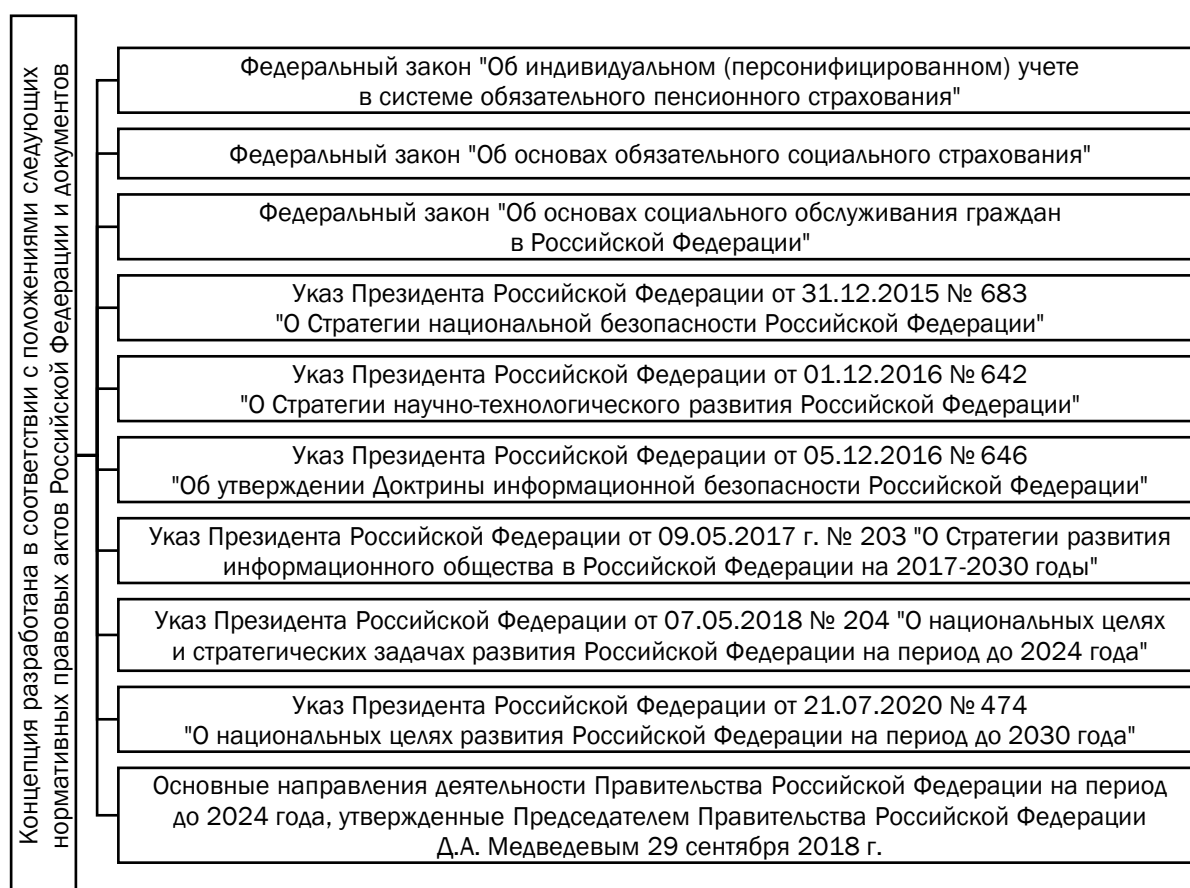 Концепция разработана в соответствии с положениями следующих
нормативных правовых актов Российской Федерации и документов
Федеральный закон "Об индивидуальном (персонифицированном) учете
в системе обязательного пенсионного страхования"
Федеральный закон "Об основах обязательного социального страхования"
Федеральный закон "Об основах социального обслуживания граждан
в Российской Федерации"
Указ Президента Российской Федерации от 31.12.2015 № 683
"О Стратегии национальной безопасности Российской Федерации"
Указ Президента Российской Федерации от 01.12.2016 № 642
"О Стратегии научно-технологического развития Российской Федерации"
Указ Президента Российской Федерации от 05.12.2016 № 646
"Об утверждении Доктрины информационной безопасности Российской Федерации"
Указ Президента Российской Федерации от 09.05.2017 г. № 203 "О Стратегии развития
информационного общества в Российской Федерации на 2017-2030 годы"
Указ Президента Российской Федерации от 07.05.2018 № 204 "О национальных целях
и стратегических задачах развития Российской Федерации на период до 2024 года"
Указ Президента Российской Федерации от 21.07.2020 № 474
"О национальных целях развития Российской Федерации на период до 2030 года"
Основные направления деятельности Правительства Российской Федерации на период
до 2024 года, утвержденные Председателем Правительства Российской Федерации
Д.А. Медведевым 29 сентября 2018 г.